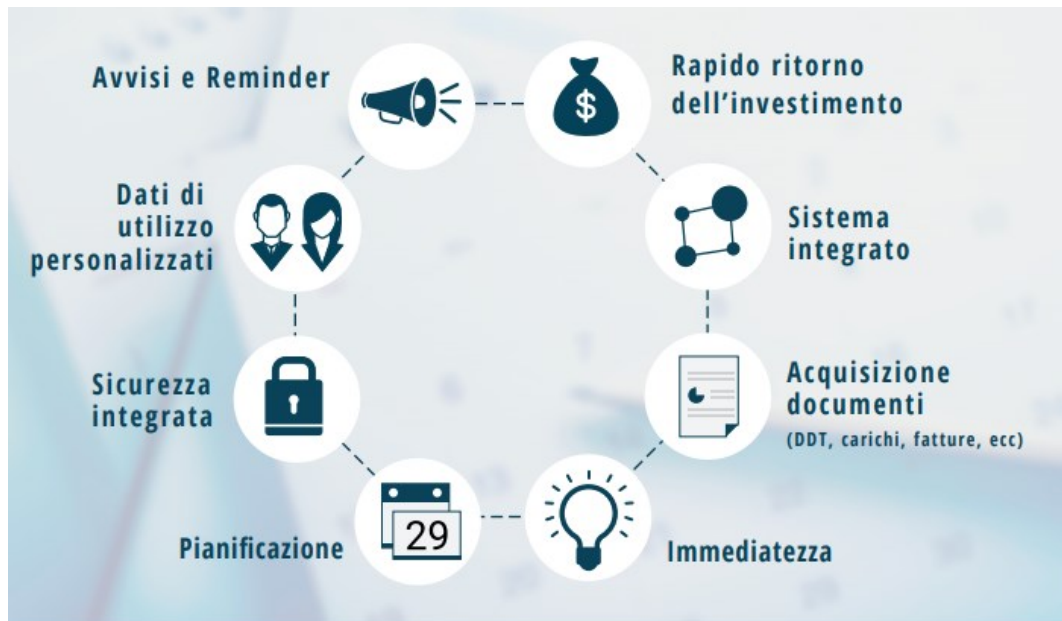 Avvisi e Reminder
Rapido ritorno
dell'investimento
$
Dati di
utilizzo
personalizzati
Sistema
integrato
Sicurezza
integrata
Acquisizione
documenti
(DDT, carichi, fatture, ecc)
Pianificazione
29
Immediatezza